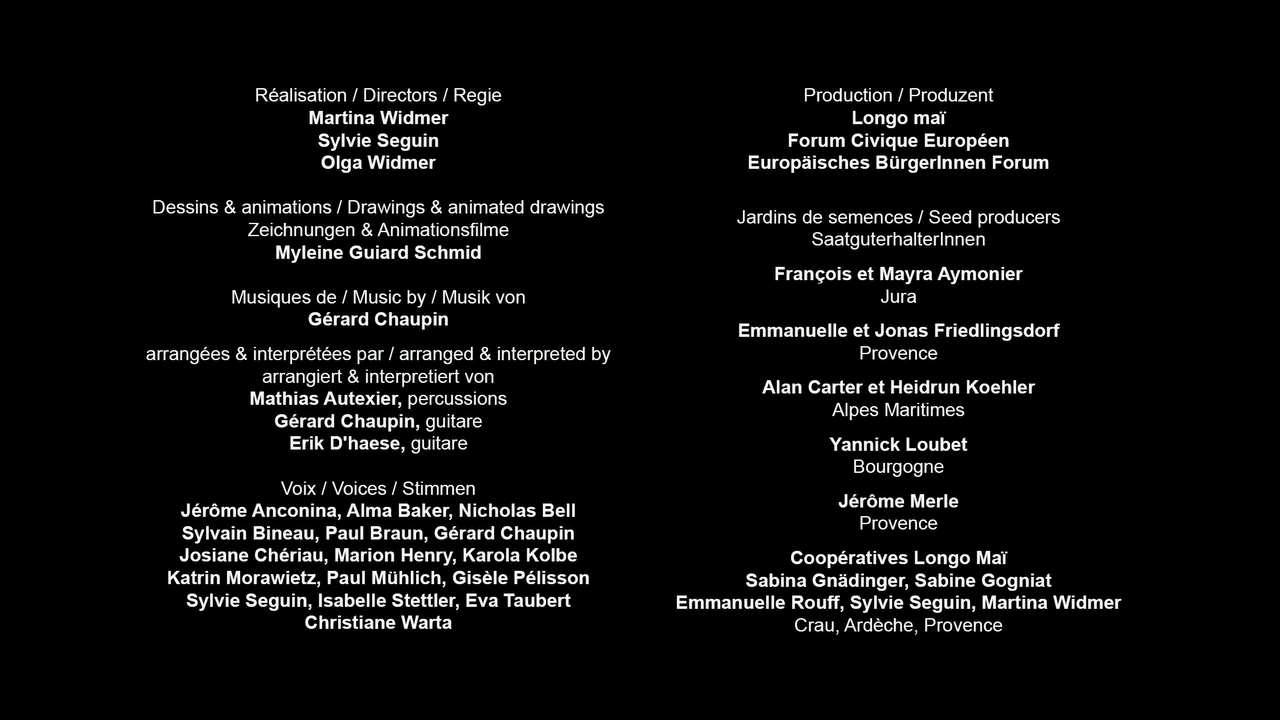 Réalisation / Directors / Regie
Martina Widmer
Sylvie Seguin
Olga Widmer
Dessins & animations / Drawings & animated drawings
Zeichnungen & Animationsfilme
Myleine Guiard Schmid
Musiques de / Music by / Musik von
Gérard Chaupin
arrangées & interprétées par / arranged & interpreted by
arrangiert & interpretiert von
Mathias Autexier, percussions
Gérard Chaupin, guitare
Erik D'haese, guitare
Voix / Voices / Stimmen
Jérôme Anconina, Alma Baker, Nicholas Bell
Sylvain Bineau, Paul Braun, Gérard Chaupin
Josiane Chériau, Marion Henry, Karola Kolbe
Katrin Morawietz, Paul Mühlich, Gisèle Pélisson
Sylvie Seguin, Isabelle Stettler, Eva Taubert
Christiane Warta
Production / Produzent
Longo maï
Forum Civique Européen
Europäisches BürgerInnen Forum
Jardins de semences / Seed producers
SaatguterhalterInnen
François et Mayra Aymonier
Jura
Emmanuelle et Jonas Friedlingsdorf
Provence
Alan Carter et Heidrun Koehler
Alpes Maritimes
Yannick Loubet
Bourgogne
Jérôme Merle
Provence
Coopératives Longo Maï
Sabina Gnädinger, Sabine Gogniat
Emmanuelle Rouff, Sylvie Seguin, Martina Widmer
Crau, Ardèche, Provence